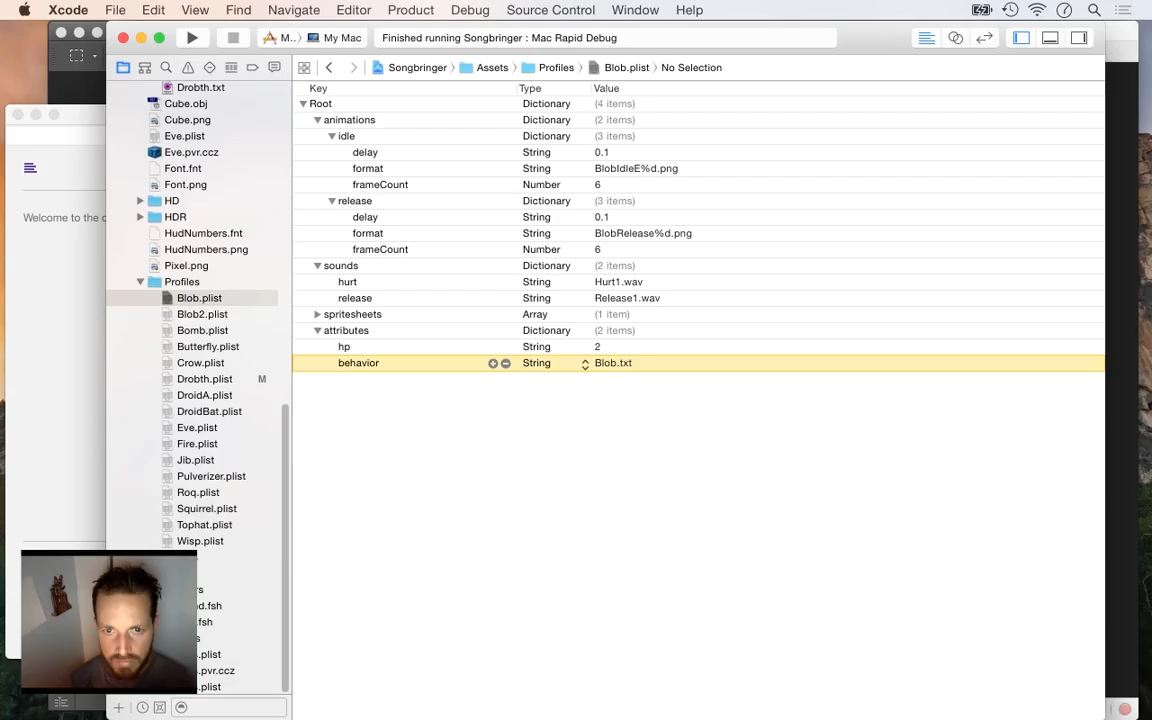 Xcode File Edit View Find Navigate Editor Product Debug Source Control Window Help
M.. My Mac Finished running Songbringer : Mac Rapid Debug
Songbringer Assets Profiles Blob.plist No Selection
Welcome to the
Drobth.txt
Cube.obj
Cube.png
Eve.plist
Eve.pvr.ccz
Font.fnt
Font.png
HD
HDR
HudNumbers.fnt
HudNumbers.png
Pixel.png
Profiles
Blob.plist
Blob2.plist
Bomb.plist
Butterfly.plist
Crow.plist
Drobth.plist M
DroidA.plist
DroidBat.plist
Eve.plist
Fire.plist
Jib.plist
Pulverizer.plist
Roq.plist
Squirrel.plist
Tophat.plist
Wisp.plist
Key Type Value
Root Dictionary (4 items)
animations Dictionary (2 items)
idle Dictionary (3 items)
delay String 0.1
format String BlobIdleE%d.png
frameCount Number 6
release Dictionary (3 items)
delay String 0.1
format String BlobRelease%d.png
frameCount Number 6
sounds Dictionary (2 items)
hurt String Hurt1.wav
release String Release1.wav
spritesheets Array (1 item)
attributes Dictionary (2 items)
hp String 2
behavior String Blob.txt